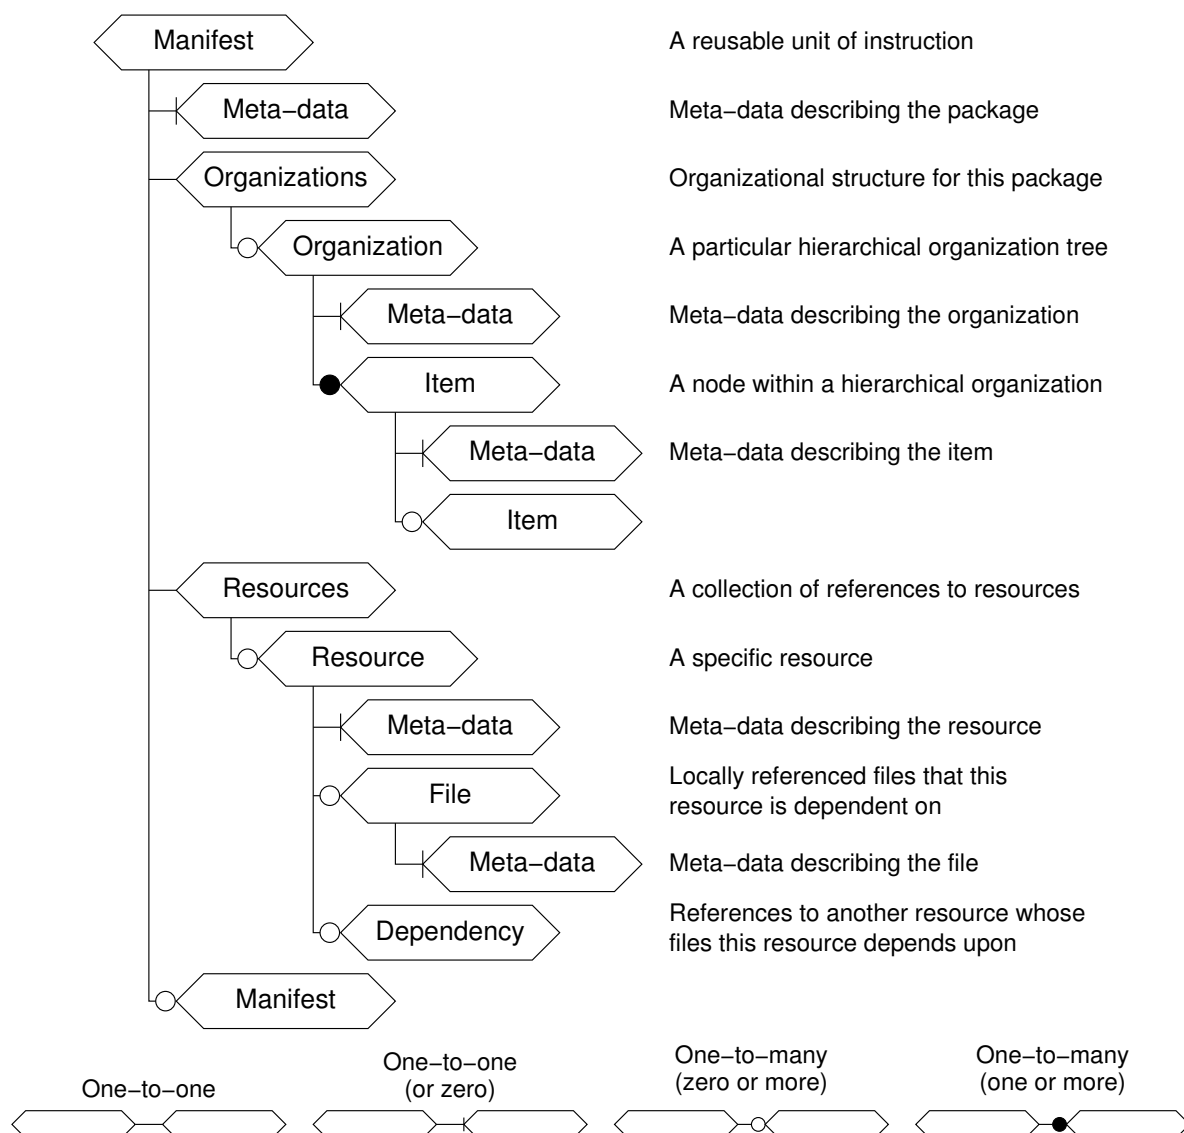 Manifest
A reusable unit of instruction
Meta–data
Meta–data describing the package
Organizations
Organizational structure for this package
Organization
A particular hierarchical organization tree
Meta–data
Meta–data describing the organization
Item
A node within a hierarchical organization
Meta–data
Meta–data describing the item
Item
Resources
A collection of references to resources
Resource
A specific resource
Meta–data
Meta–data describing the resource
File
Locally referenced files that this
resource is dependent on
Meta–data
Meta–data describing the file
Dependency
References to another resource whose
files this resource depends upon
Manifest
One–to–one
One–to–one
(or zero)
One–to–many
(zero or more)
One–to–many
(one or more)